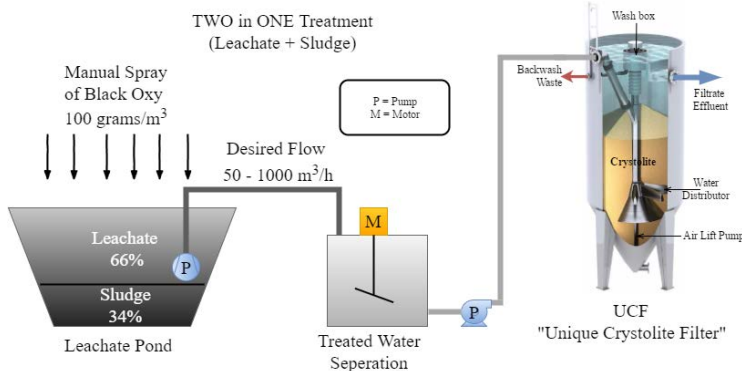 TWO in ONE Treatment
(Leachate + Sludge)
Manual Spray
of Black Oxy
100 grams/m³
P = Pump
M = Motor
Desired Flow
50 - 1000 m³/h
Leachate
66%
P
Sludge
34%
Leachate Pond
M
Treated Water
Seperation
P
Wash box
Backwash
Waste
Filtrate
Effluent
Crystolite
Water
Distributor
Air Lift Pump
UCF
"Unique Crystolite Filter"